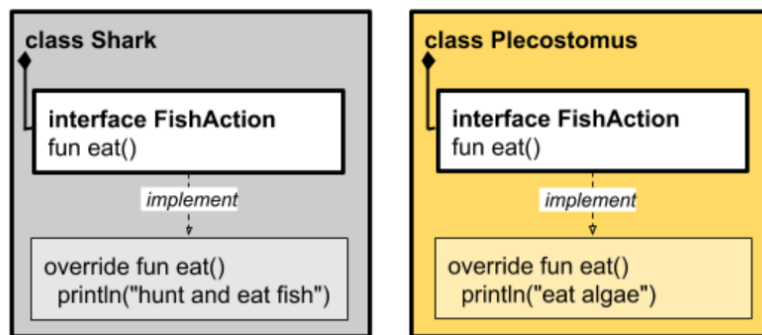 class Shark
interface FishAction
fun eat()
implement
override fun eat()
println("hunt and eat fish")
class Plecostomus
interface FishAction
fun eat()
implement
override fun eat()
println("eat algae")